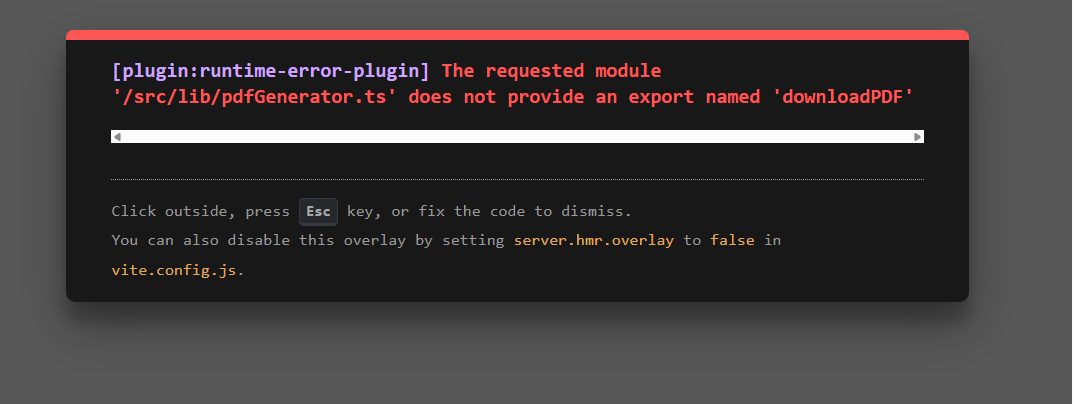 [plugin:runtime-error-plugin] The requested module
'/src/lib/pdfGenerator.ts' does not provide an export named 'downloadPDF'
Click outside, press Esc key, or fix the code to dismiss.
You can also disable this overlay by setting server.hmr.overlay to false in
vite.config.js.